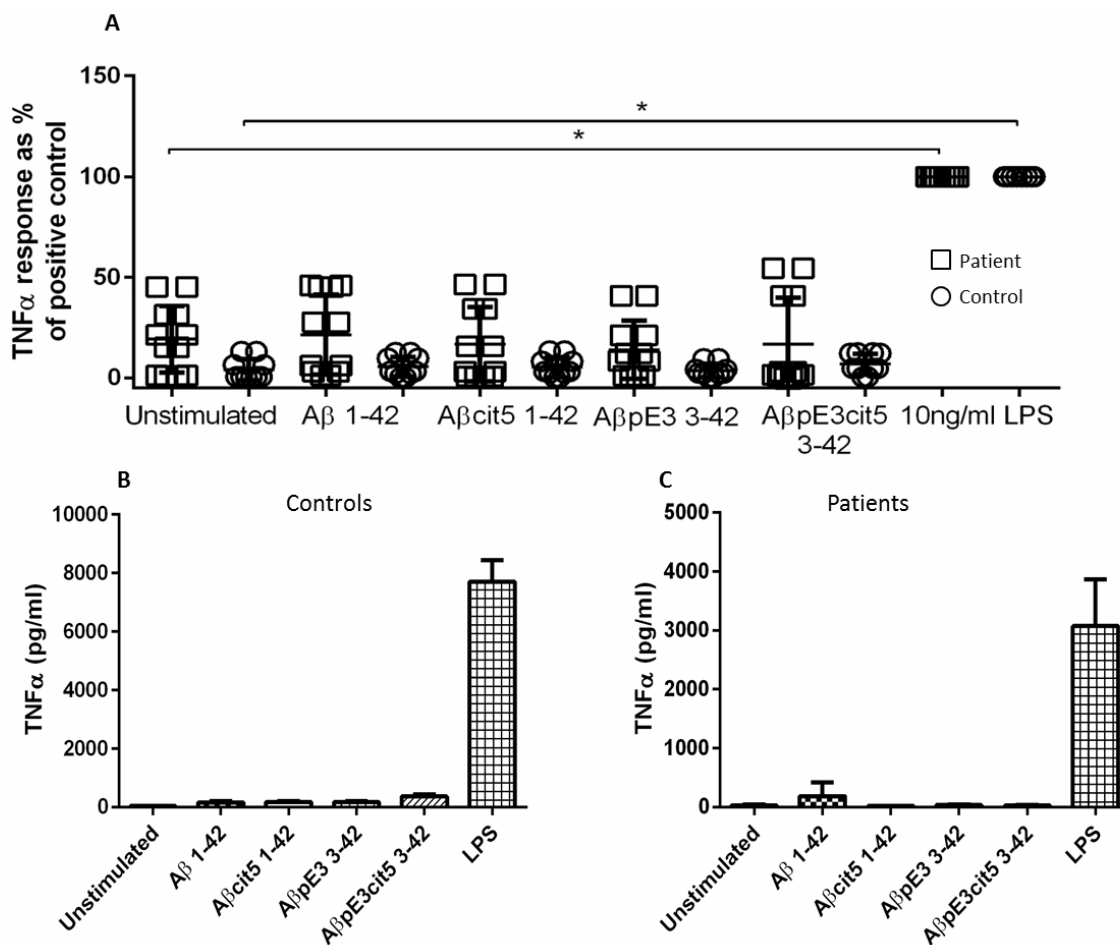 A
TNFα response as %
of positive control
150
100
50
0
*
*
Patient
Control
Unstimulated
Aβ 1-42
Aβcit5 1-42
AβpE3 3-42
AβpE3cit5
3-42
10ng/ml LPS
B
Controls
TNFα (pg/ml)
10000
8000
6000
4000
2000
0
Unstimulated
Aβ 1-42
Aβcit5 1-42
AβpE3 3-42
AβpE3cit5 3-42
LPS
C
Patients
TNFα (pg/ml)
5000
4000
3000
2000
1000
0
Unstimulated
Aβ 1-42
Aβcit5 1-42
AβpE3 3-42
AβpE3cit5 3-42
LPS